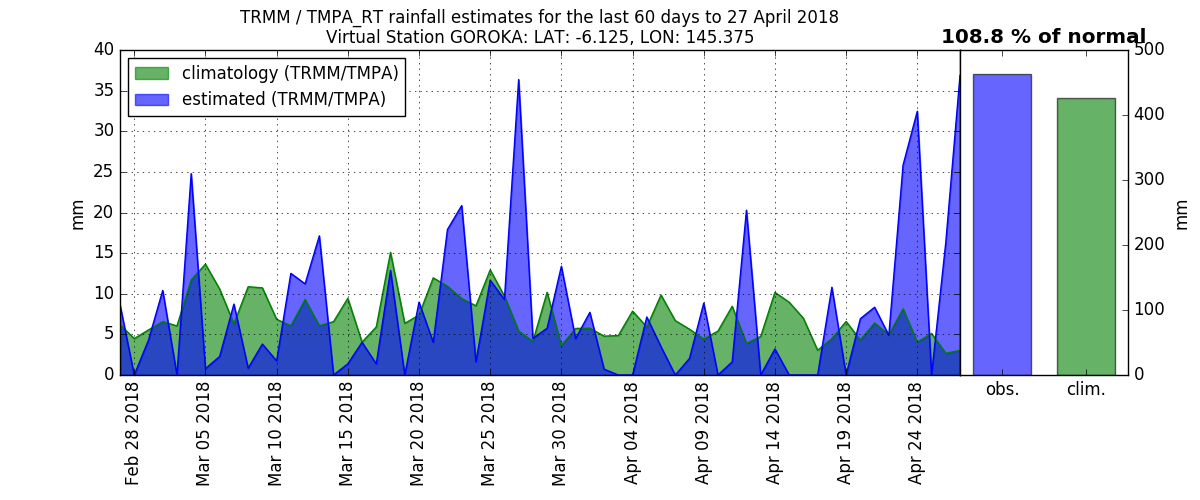 TRMM / TMPA_RT rainfall estimates for the last 60 days to 27 April 2018
Virtual Station GOROKA: LAT: -6.125, LON: 145.375
108.8 % of normal
climatology (TRMM/TMPA)
estimated (TRMM/TMPA)
mm
40
35
30
25
20
15
10
5
0
500
400
300
200
100
0
mm
Feb 28 2018
Mar 05 2018
Mar 10 2018
Mar 15 2018
Mar 20 2018
Mar 25 2018
Mar 30 2018
Apr 04 2018
Apr 09 2018
Apr 14 2018
Apr 19 2018
Apr 24 2018
obs.
clim.